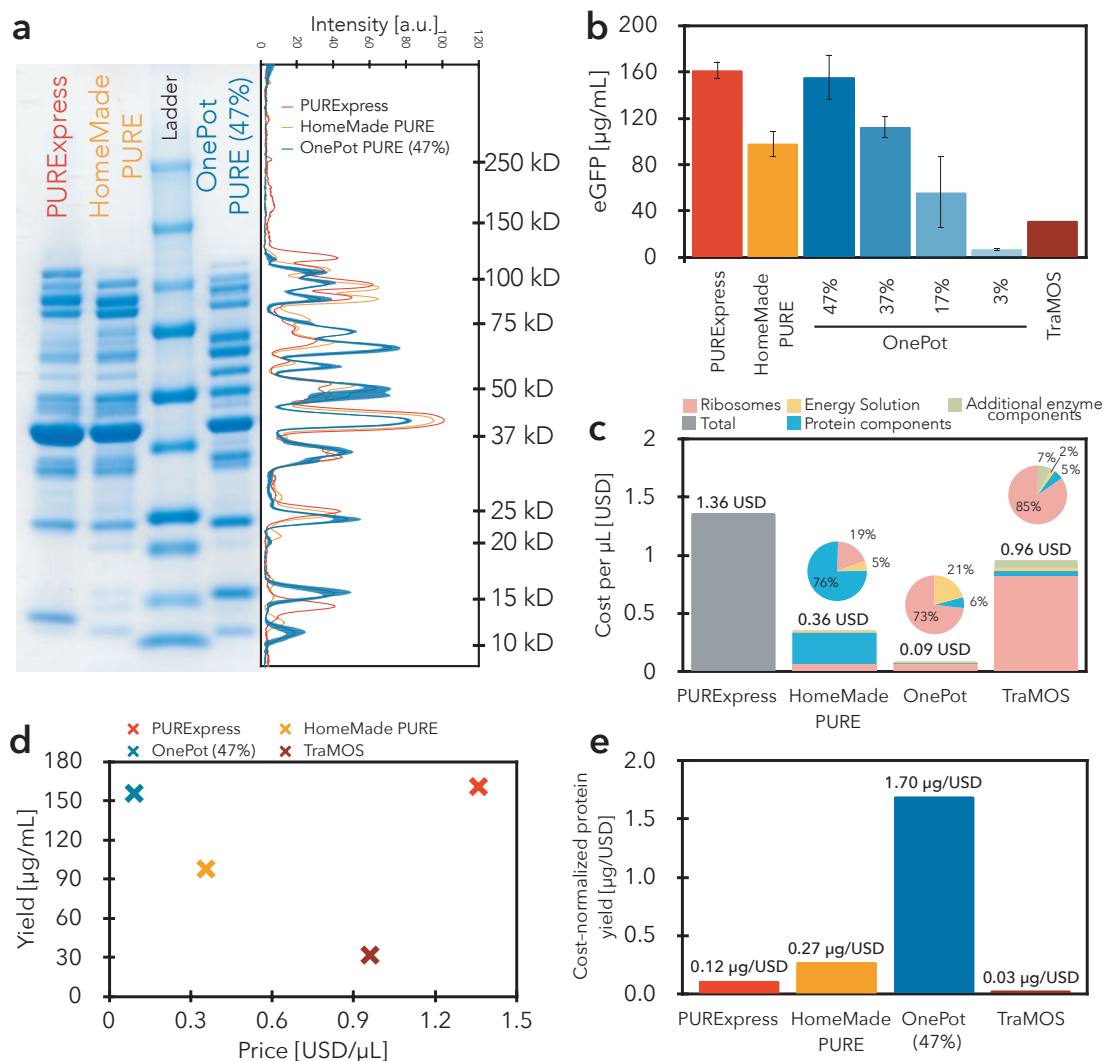 a
Intensity [a.u.]
0 20 40 60 80 100 120
PURExpress
HomeMade
PURE
Ladder
OnePot
PURE (47%)
PURExpress
HomeMade PURE
OnePot PURE (47%)
250 kD
150 kD
100 kD
75 kD
50 kD
37 kD
25 kD
20 kD
15 kD
10 kD
b
eGFP [µg/mL]
160
120
80
40
0
PURExpress
HomeMade
PURE
47%
37%
17%
3%
TraMOS
OnePot
c
Ribosomes
Energy Solution
Additional enzyme
components
Total
Protein components
Cost per µL [USD]
2
1.5
1
0.5
0
1.36 USD
19%
5%
76%
0.36 USD
21%
6%
73%
0.09 USD
7%
2%
5%
85%
0.96 USD
PURExpress
HomeMade
PURE
OnePot
TraMOS
d
PURExpress
HomeMade PURE
OnePot (47%)
TraMOS
Yield [µg/mL]
180
150
120
90
60
30
0
0 0.3 0.6 0.9 1.2 1.5
Price [USD/µL]
e
Cost-normalized protein
yield [µg/USD]
2.0
1.5
1.0
0.5
0.0
0.12 µg/USD
0.27 µg/USD
1.70 µg/USD
0.03 µg/USD
PURExpress
HomeMade
PURE
OnePot
(47%)
TraMOS